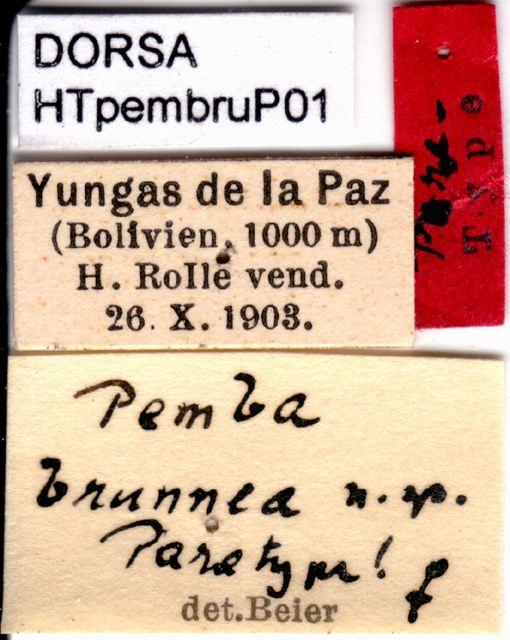 DORSA
HTpembruP01
Para-
Type
Yungas de la Paz
(Bolivien, 1000 m)
H. Rolle vend.
26. X. 1903.
Pemba
brunnea n. sp.
Paratype! ♀
det. Beier